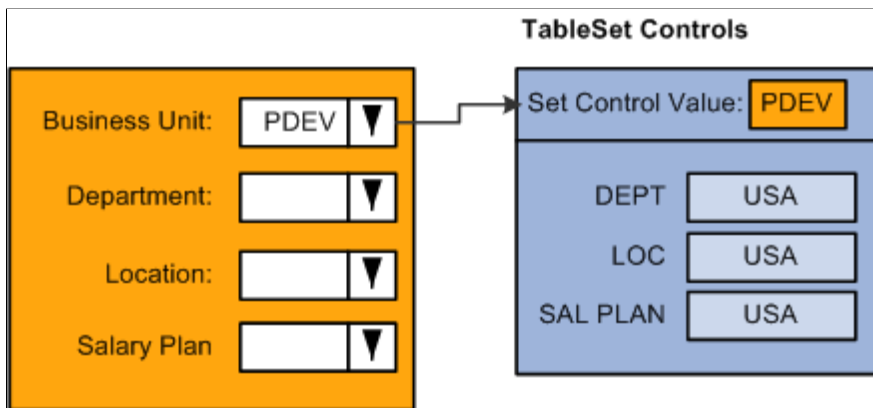 TableSet Controls
Business Unit: PDEV
Department:
Location:
Salary Plan
Set Control Value: PDEV
DEPT USA
LOC USA
SAL PLAN USA